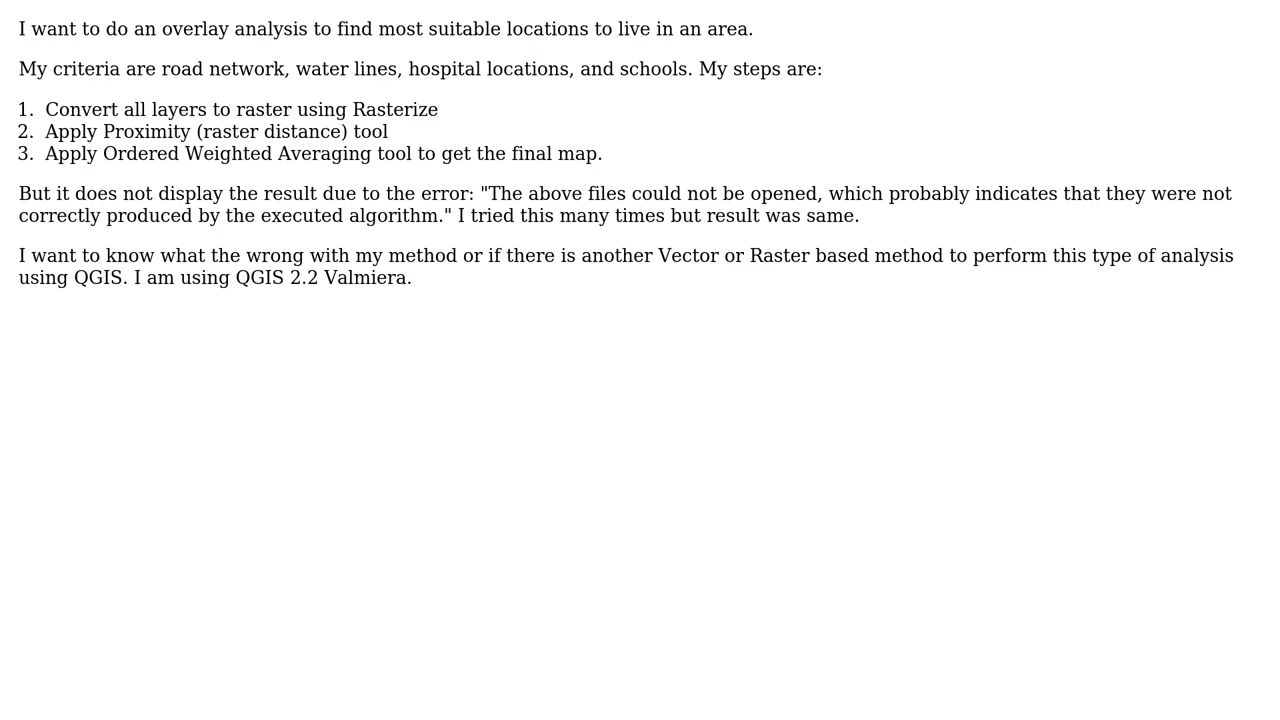 I want to do an overlay analysis to find most suitable locations to live in an area.
My criteria are road network, water lines, hospital locations, and schools. My steps are:
1. Convert all layers to raster using Rasterize
2. Apply Proximity (raster distance) tool
3. Apply Ordered Weighted Averaging tool to get the final map.
But it does not display the result due to the error: "The above files could not be opened, which probably indicates that they were not
correctly produced by the executed algorithm." I tried this many times but result was same.
I want to know what the wrong with my method or if there is another Vector or Raster based method to perform this type of analysis
using QGIS. I am using QGIS 2.2 Valmiera.